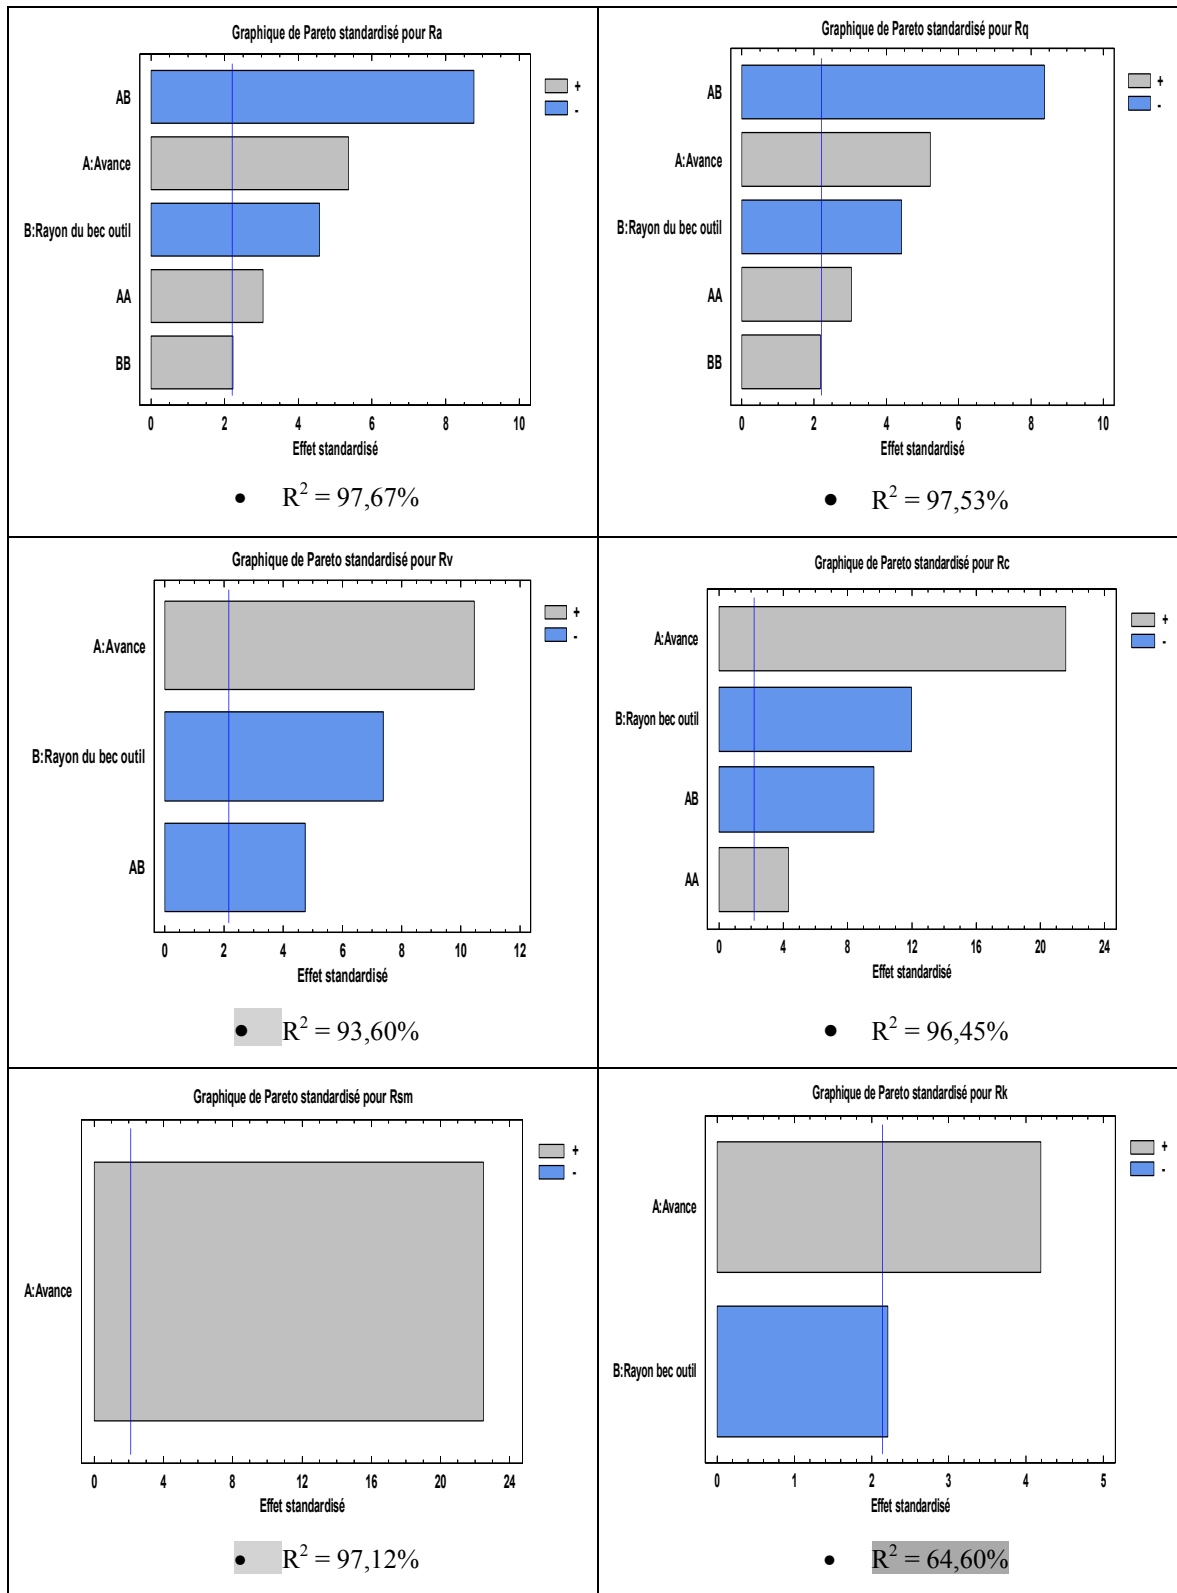 Graphique de Pareto standardisé pour Ra
+
-
AB
A:Avance
B:Rayon du bec outil
AA
BB
0 2 4 6 8 10
Effet standardisé
• R² = 97,67%
Graphique de Pareto standardisé pour Rq
+
-
AB
A:Avance
B:Rayon du bec outil
AA
BB
0 2 4 6 8 10
Effet standardisé
• R² = 97,53%
Graphique de Pareto standardisé pour Rv
+
-
A:Avance
B:Rayon du bec outil
AB
0 2 4 6 8 10 12
Effet standardisé
• R² = 93,60%
Graphique de Pareto standardisé pour Rc
+
-
A:Avance
B:Rayon bec outil
AB
AA
0 4 8 12 16 20 24
Effet standardisé
• R² = 96,45%
Graphique de Pareto standardisé pour Rsm
+
-
A:Avance
0 4 8 12 16 20 24
Effet standardisé
• R² = 97,12%
Graphique de Pareto standardisé pour Rk
+
-
A:Avance
B:Rayon bec outil
0 1 2 3 4 5
Effet standardisé
• R² = 64,60%